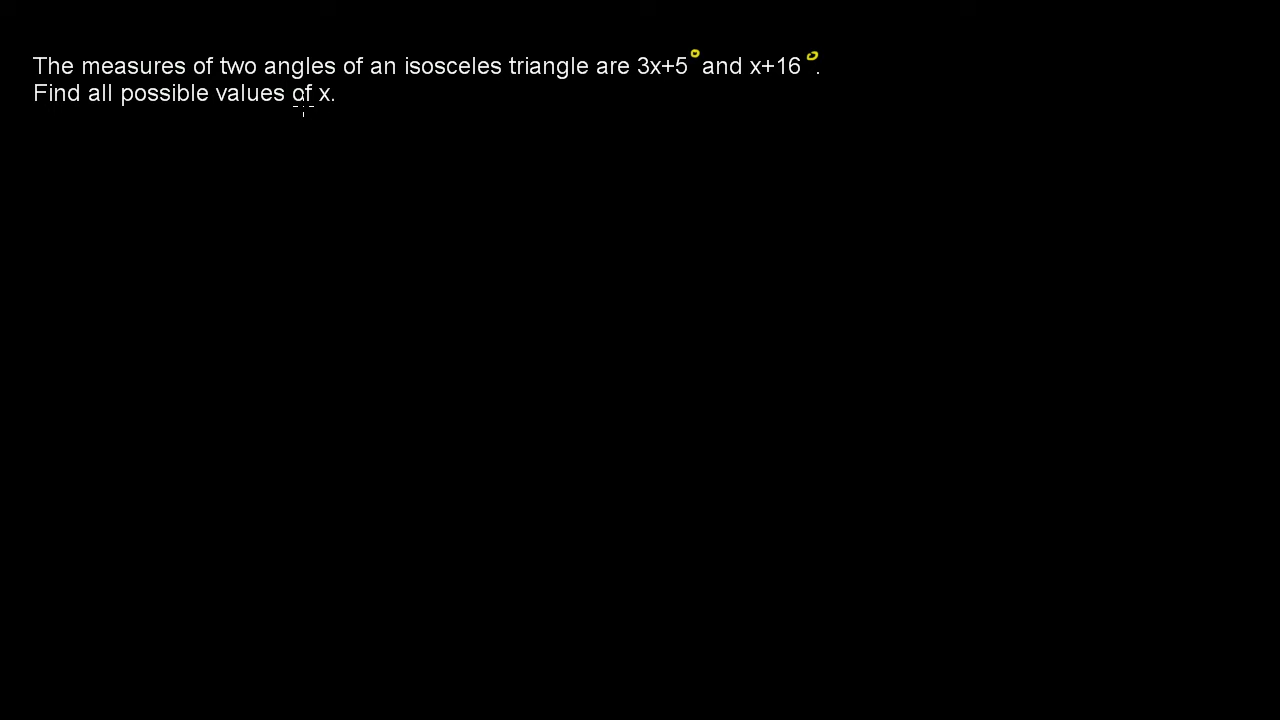 The measures of two angles of an isosceles triangle are 3x+5° and x+16°.
Find all possible values of x.